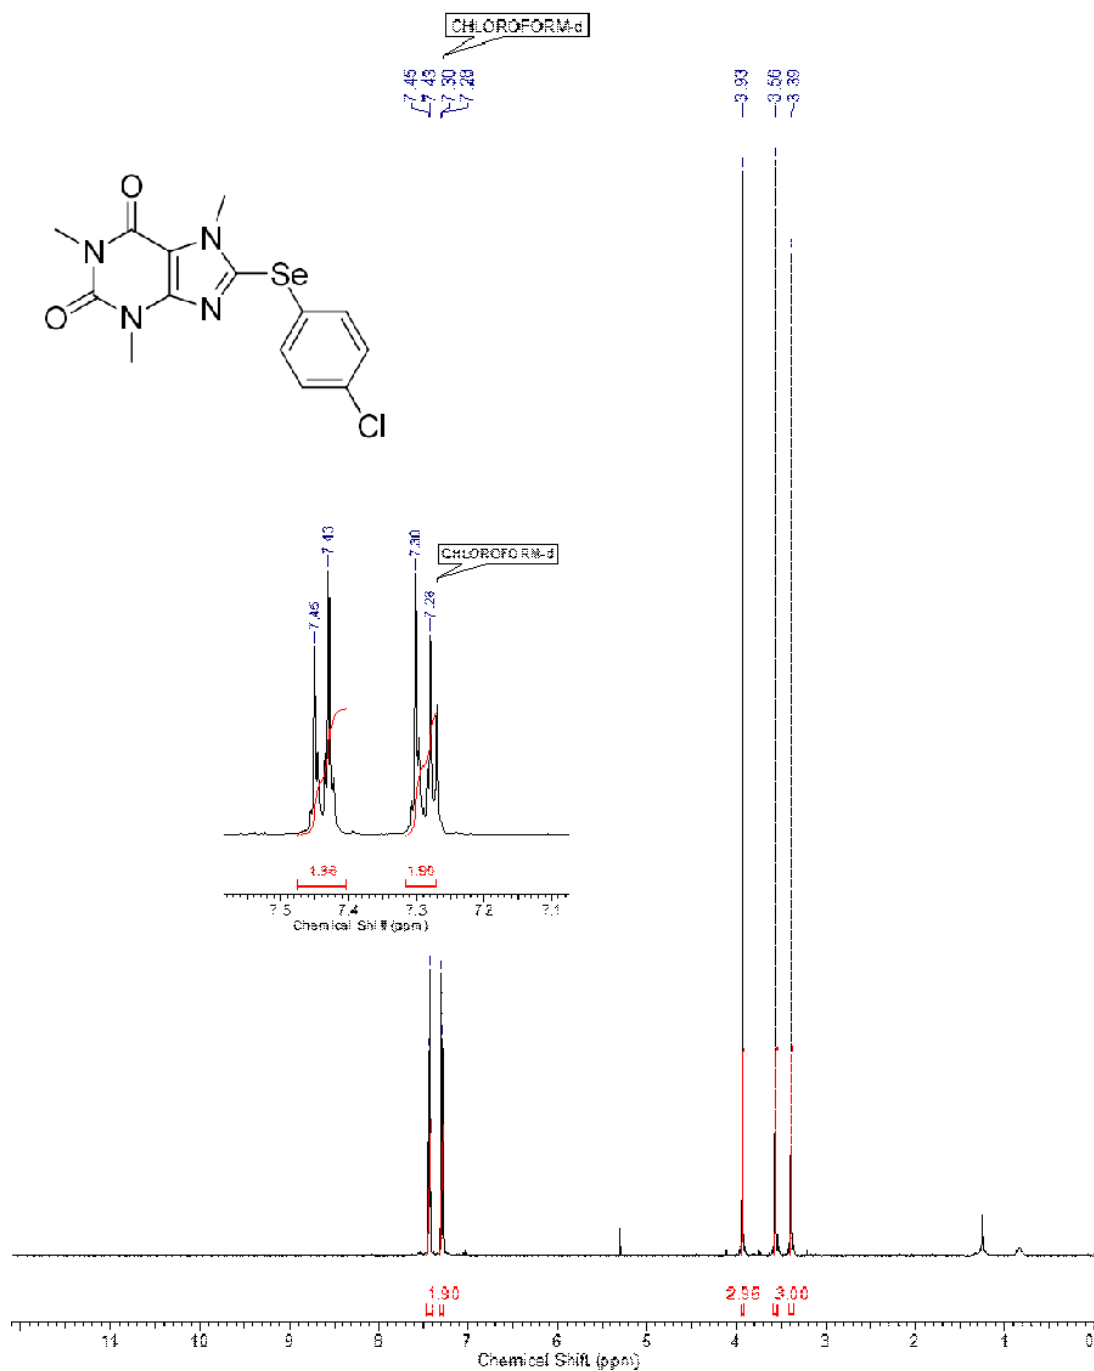 CHLOROFORM-d
7.45
7.43
7.30
7.28
3.93
3.56
3.39
O
N
N
Se
O
N
N
Cl
7.45
7.43
7.30
7.28
CHLOROFORM-d
1.96
1.90
7.5 7.4 7.3 7.2 7.1
Chemical Shift (ppm)
1.90 2.96 3.00
11 10 9 8 7 6 5 4 3 2 1 0
Chemical Shift (ppm)